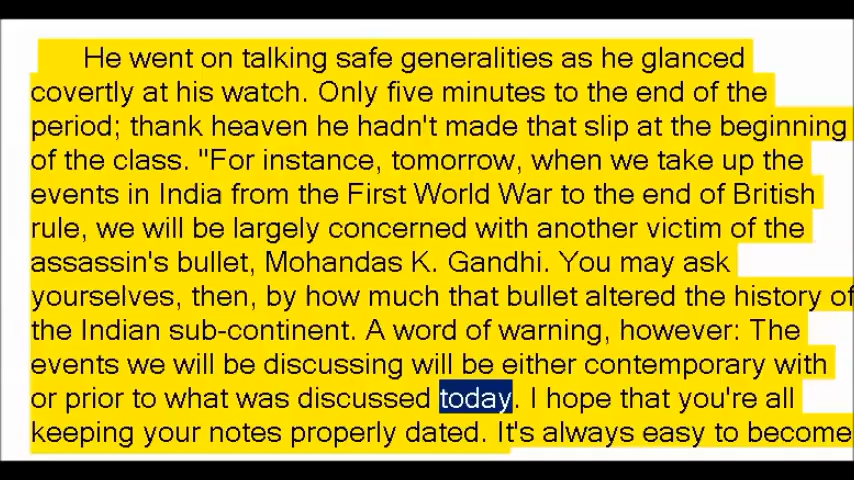 He went on talking safe generalities as he glanced
covertly at his watch. Only five minutes to the end of the
period; thank heaven he hadn't made that slip at the beginning
of the class. "For instance, tomorrow, when we take up the
events in India from the First World War to the end of British
rule, we will be largely concerned with another victim of the
assassin's bullet, Mohandas K. Gandhi. You may ask
yourselves, then, by how much that bullet altered the history of
the Indian sub-continent. A word of warning, however: The
events we will be discussing will be either contemporary with
or prior to what was discussed today. I hope that you're all
keeping your notes properly dated. It's always easy to become